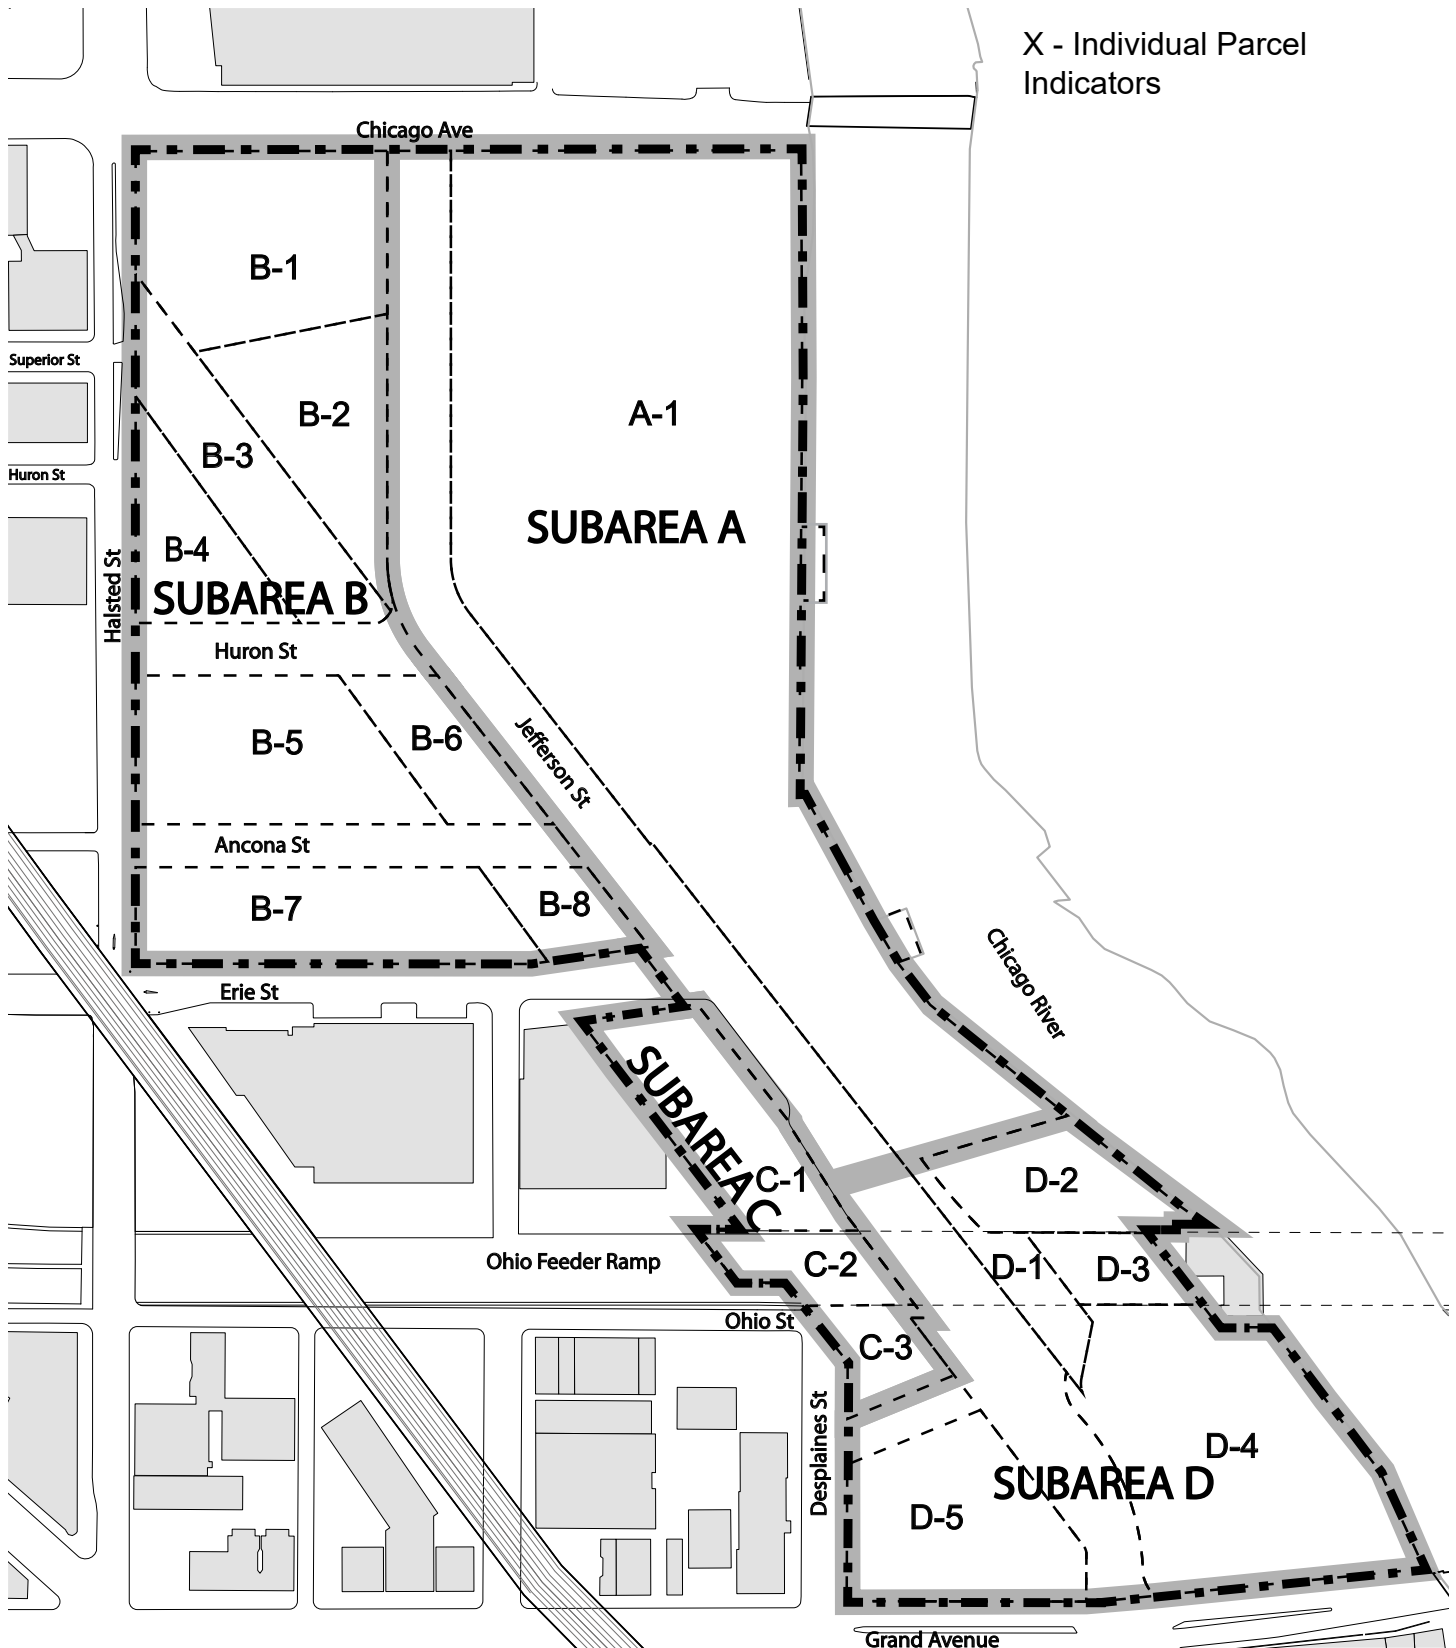 X - Individual Parcel
Indicators
Chicago Ave
B-1
Superior St
B-2
A-1
B-3
Huron St
SUBAREA A
B-4
Halsted St
SUBAREA B
Huron St
B-5
B-6
Jefferson St
Ancona St
B-7
B-8
Chicago River
Erie St
SUBAREA C
C-1
D-2
Ohio Feeder Ramp
C-2
D-1
D-3
Ohio St
C-3
Desplaines St
D-4
SUBAREA D
D-5
Grand Avenue